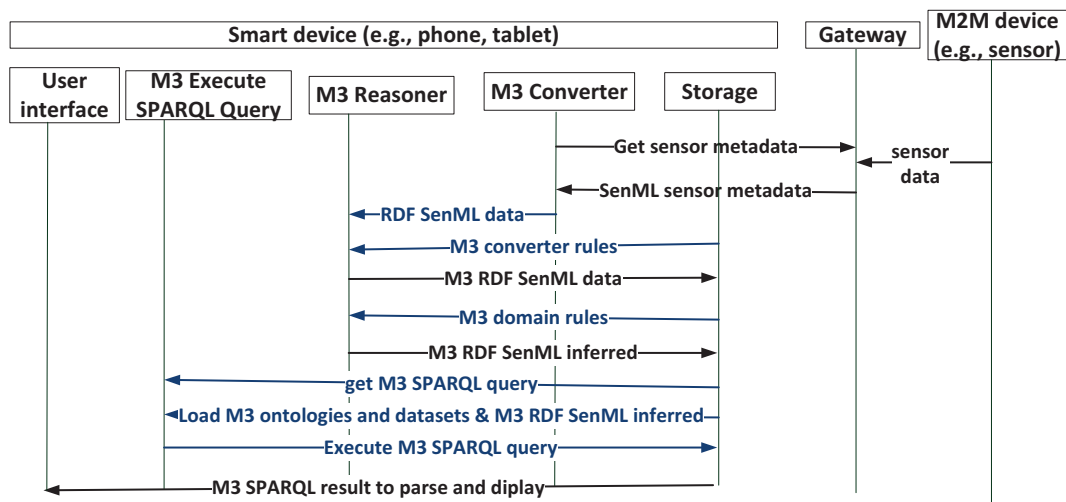 Smart device (e.g., phone, tablet)
Gateway
M2M device
(e.g., sensor)
User
interface
M3 Execute
SPARQL Query
M3 Reasoner
M3 Converter
Storage
Get sensor metadata
sensor
data
SenML sensor metadata
RDF SenML data
M3 converter rules
M3 RDF SenML data
M3 domain rules
M3 RDF SenML inferred
get M3 SPARQL query
Load M3 ontologies and datasets & M3 RDF SenML inferred
Execute M3 SPARQL query
M3 SPARQL result to parse and diplay